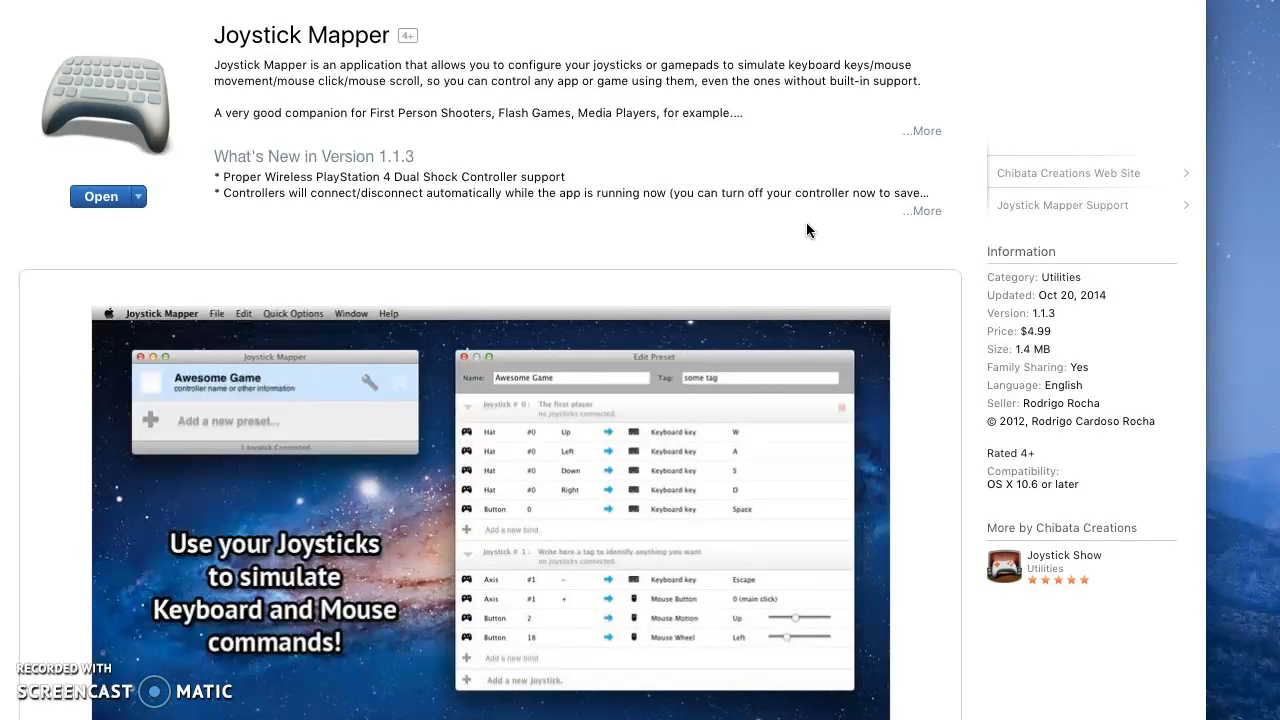 Joystick Mapper 4+
Joystick Mapper is an application that allows you to configure your joysticks or gamepads to simulate keyboard keys/mouse
movement/mouse click/mouse scroll, so you can control any app or game using them, even the ones without built-in support.
A very good companion for First Person Shooters, Flash Games, Media Players, for example....
...More
What's New in Version 1.1.3
* Proper Wireless PlayStation 4 Dual Shock Controller support
* Controllers will connect/disconnect automatically while the app is running now (you can turn off your controller now to save...
...More
Open
Chibata Creations Web Site
Joystick Mapper Support
Information
Category: Utilities
Updated: Oct 20, 2014
Version: 1.1.3
Price: $4.99
Size: 1.4 MB
Family Sharing: Yes
Language: English
Seller: Rodrigo Rocha
© 2012, Rodrigo Cardoso Rocha
Rated 4+
Compatibility:
OS X 10.6 or later
More by Chibata Creations
Joystick Show
Utilities
Joystick Mapper File Edit Quick Options Window Help
Joystick Mapper
Awesome Game
controller name or other information
Add a new preset...
1 Joystick Connected
Edit Preset
Name: Awesome Game Tag: some tag
Joystick # 0: The first player
no joysticks connected.
Hat #0 Up Keyboard key W
Hat #0 Left Keyboard key A
Hat #0 Down Keyboard key S
Hat #0 Right Keyboard key D
Button 0 Keyboard key Space
Add a new bind
Joystick # 1: Write here a tag to identify anything you want
no joysticks connected.
Axis #1 - Keyboard key Escape
Axis #1 + Mouse Button 0 (main click)
Button 2 Mouse Motion Up
Button 18 Mouse Wheel Left
Add a new bind
Add a new Joystick.
Use your Joysticks
to simulate
Keyboard and Mouse
commands!
RECORDED WITH
SCREENCAST MATIC